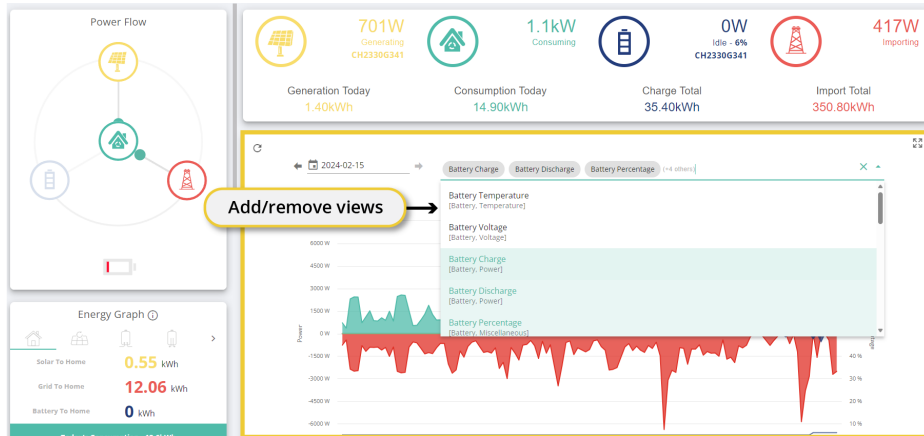 Power Flow
701W
Generating
CH2330G341
1.1kW
Consuming
0W
Idle - 6%
CH2330G341
417W
Importing
Generation Today
1.40kWh
Consumption Today
14.90kWh
Charge Total
35.40kWh
Import Total
350.80kWh
2024-02-15
Battery Charge Battery Discharge Battery Percentage (+4 others)
Add/remove views
Battery Temperature
[Battery, Temperature]
Battery Voltage
[Battery, Voltage]
Battery Charge
[Battery, Power]
Battery Discharge
[Battery, Power]
Battery Percentage
[Battery, Miscellaneous]
6000 W
4500 W
3000 W
1500 W
0 W
-1500 W
-3000 W
-4500 W
-6000 W
Power
40 %
30 %
20 %
10 %
Energy Graph
Solar To Home 0.55 kWh
Grid To Home 12.06 kWh
Battery To Home 0 kWh